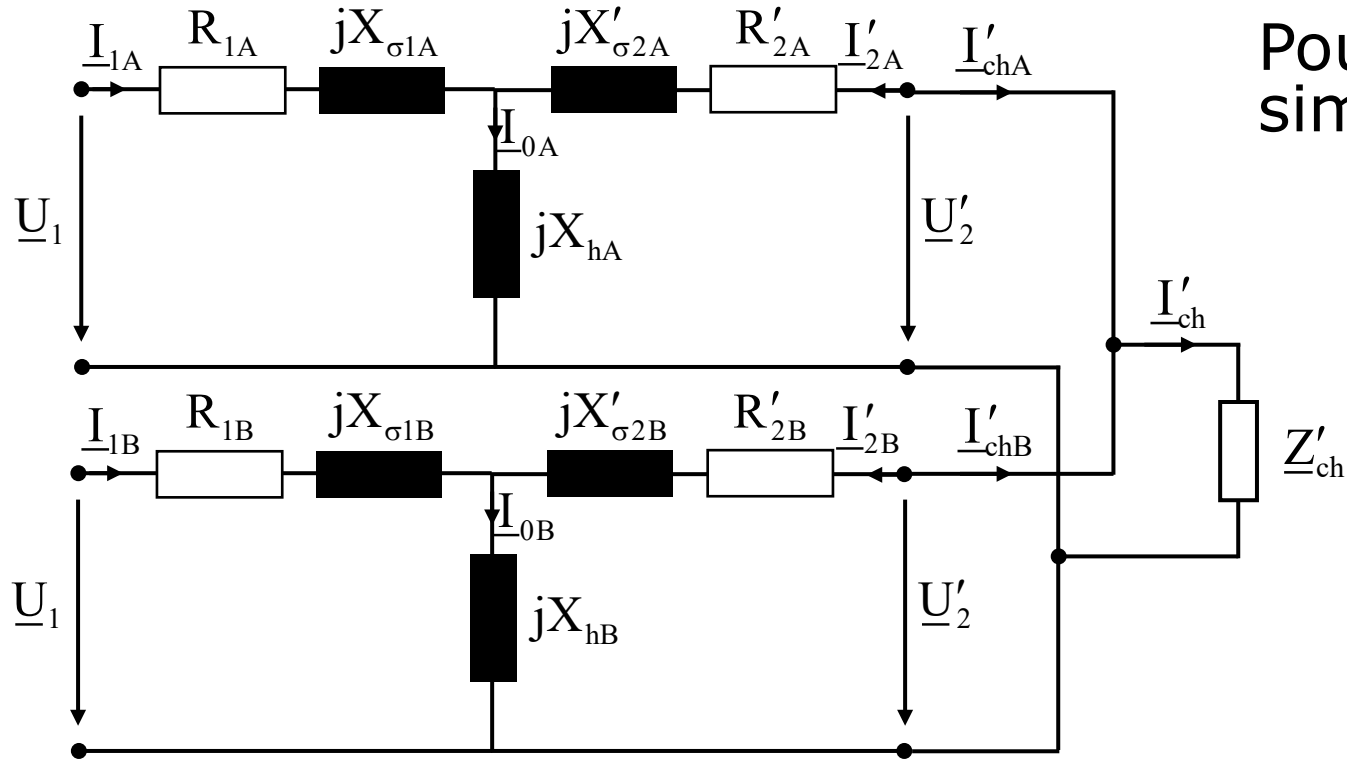 I1A R1A jXσ1A jX′σ2A R′2A I′2A I′chA
Pou
sim
I0A
U1 jXhA U′2
I′ch
I1B R1B jXσ1B jX′σ2B R′2B I′2B I′chB
Z′ch
I0B
U1 jXhB U′2